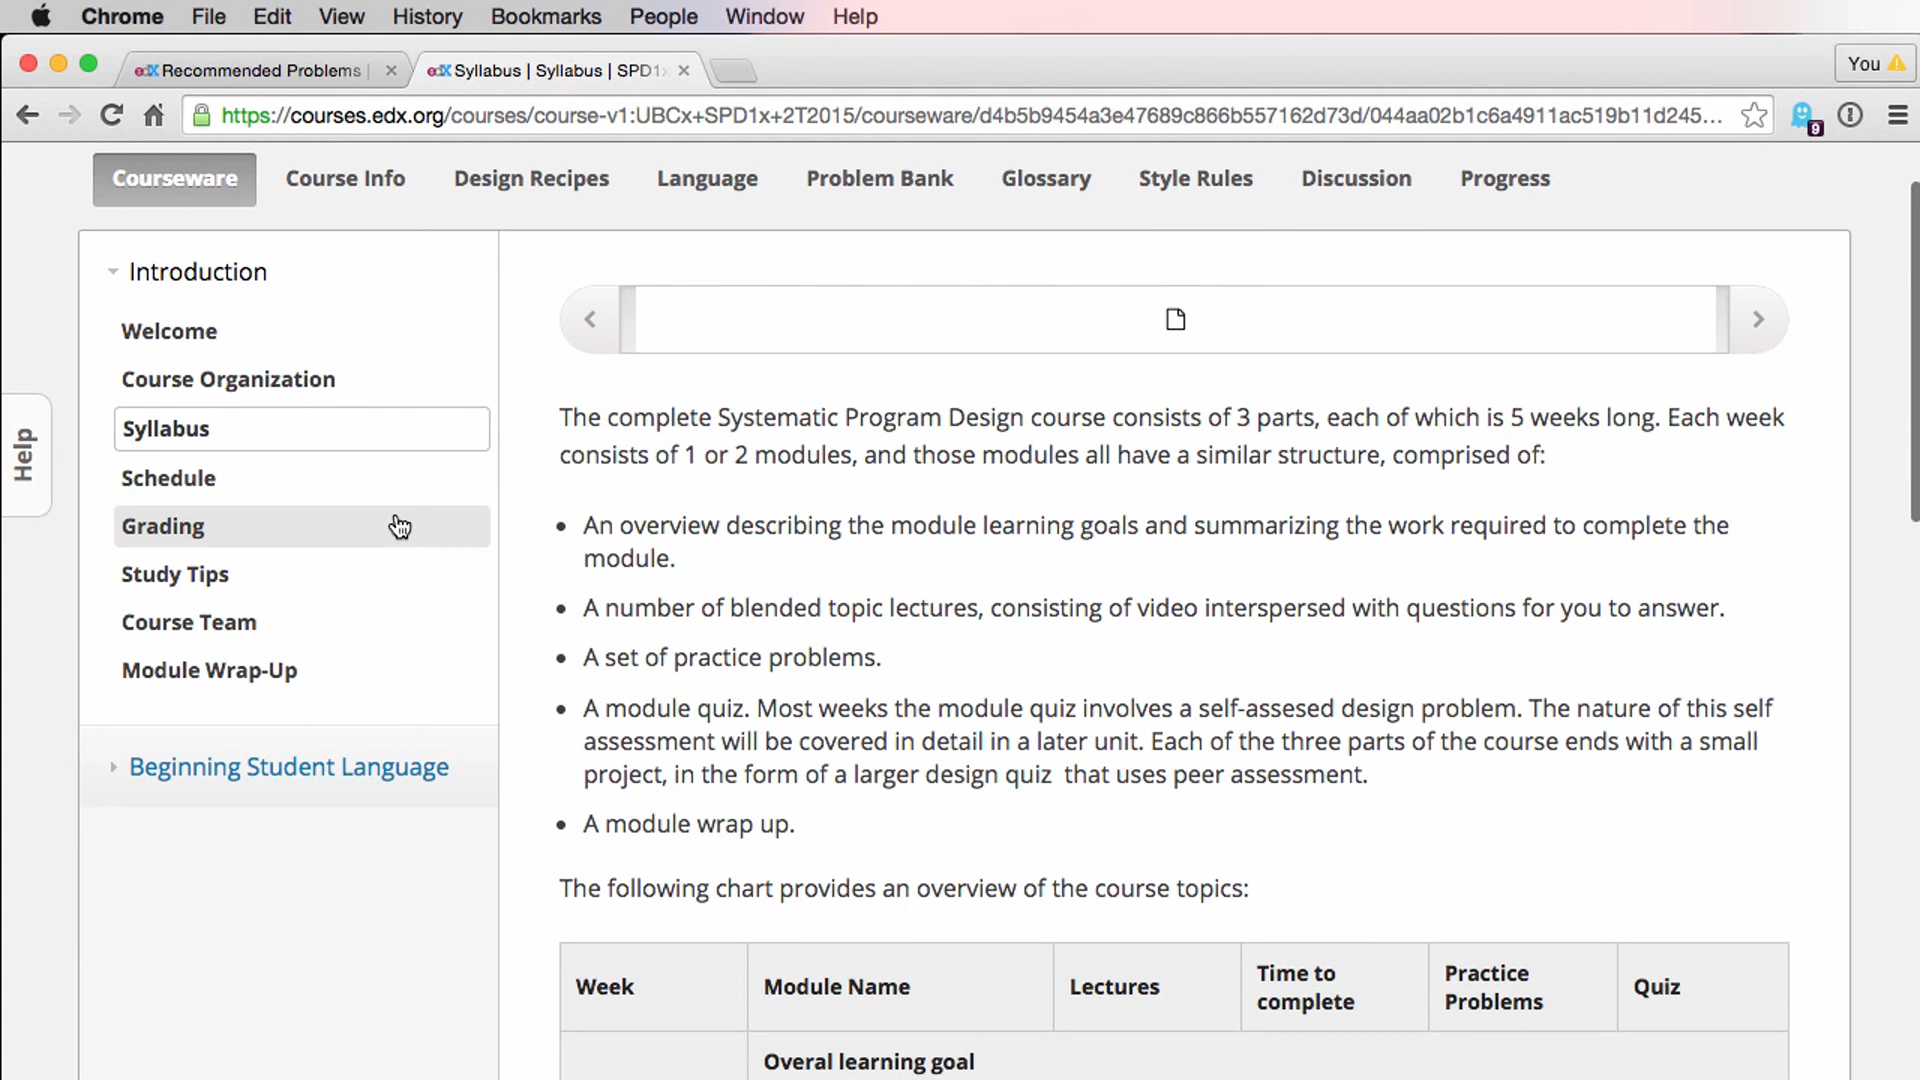 Chrome File Edit View History Bookmarks People Window Help
edX Recommended Problems |
edX Syllabus | Syllabus | SPD1x
You
https://courses.edx.org/courses/course-v1:UBCx+SPD1x+2T2015/courseware/d4b5b9454a3e47689c866b557162d73d/044aa02b1c6a4911ac519b11d245...
9
Courseware Course Info Design Recipes Language Problem Bank Glossary Style Rules Discussion Progress
Help
Introduction
Welcome
Course Organization
Syllabus
Schedule
Grading
Study Tips
Course Team
Module Wrap-Up
Beginning Student Language
The complete Systematic Program Design course consists of 3 parts, each of which is 5 weeks long. Each week
consists of 1 or 2 modules, and those modules all have a similar structure, comprised of:
• An overview describing the module learning goals and summarizing the work required to complete the
module.
• A number of blended topic lectures, consisting of video interspersed with questions for you to answer.
• A set of practice problems.
• A module quiz. Most weeks the module quiz involves a self-assesed design problem. The nature of this self
assessment will be covered in detail in a later unit. Each of the three parts of the course ends with a small
project, in the form of a larger design quiz that uses peer assessment.
• A module wrap up.
The following chart provides an overview of the course topics:
Week Module Name Lectures Time to complete Practice Problems Quiz
Overal learning goal